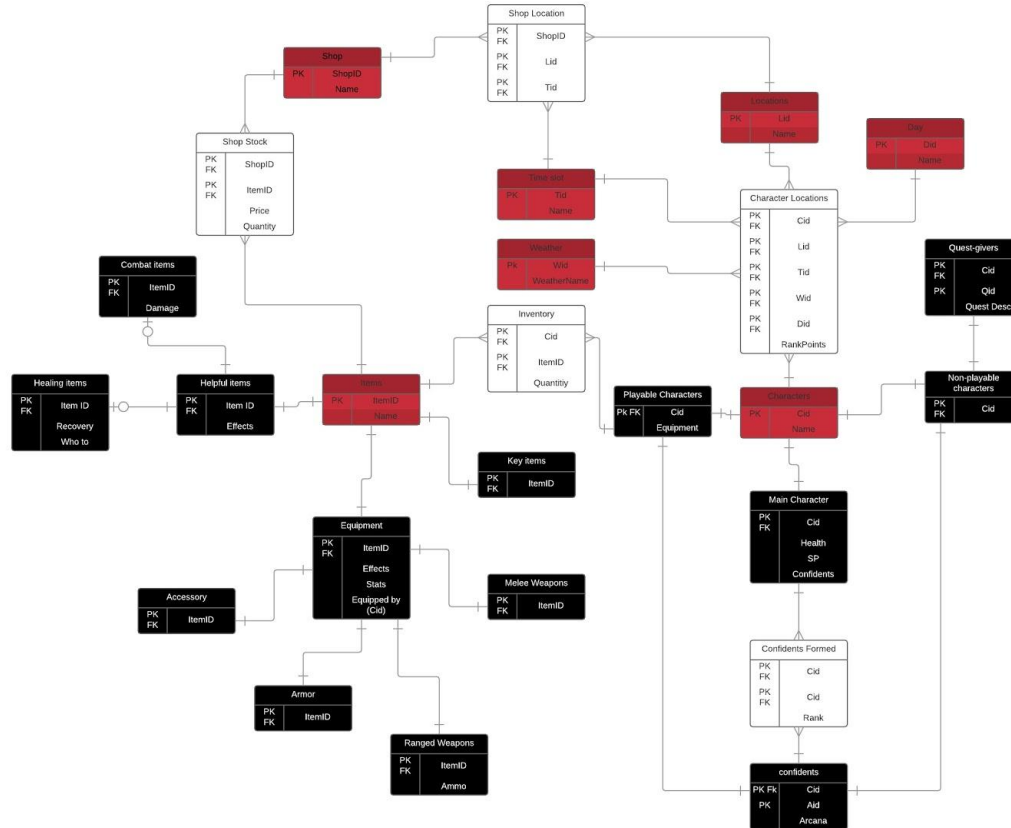 Shop Location
PK
FK
ShopID
PK
FK
Lid
PK
FK
Tid
Shop
PK ShopID
Name
Locations
PK Lid
Name
Day
PK Did
Name
Shop Stock
PK
FK
ShopID
PK
FK
ItemID
Price
Quantity
Time slot
PK Tid
Name
Character Locations
PK
FK
Cid
PK
FK
Lid
PK
FK
Tid
PK
FK
Wid
PK
FK
Did
RankPoints
Weather
Pk Wid
WeatherName
Quest-givers
PK
FK
Cid
PK Qid
Quest Desc
Combat items
PK
FK
ItemID
Damage
Inventory
PK
FK
Cid
PK
FK
ItemID
Quantitiy
Healing items
PK
FK
Item ID
Recovery
Who to
Helpful items
PK
FK
Item ID
Effects
Items
PK ItemID
Name
Playable Characters
Pk FK Cid
Equipment
Characters
PK Cid
Name
Non-playable
characters
PK
FK
Cid
Key items
PK
FK
ItemID
Main Character
PK
FK
Cid
Health
SP
Confidents
Equipment
PK
FK
ItemID
Effects
Stats
Equipped by
(Cid)
Accessory
PK
FK
ItemID
Melee Weapons
PK
FK
ItemID
Confidents Formed
PK
FK
Cid
PK
FK
Cid
Rank
Armor
PK
FK
ItemID
Ranged Weapons
PK
FK
ItemID
Ammo
confidents
PK Fk Cid
PK Aid
Arcana